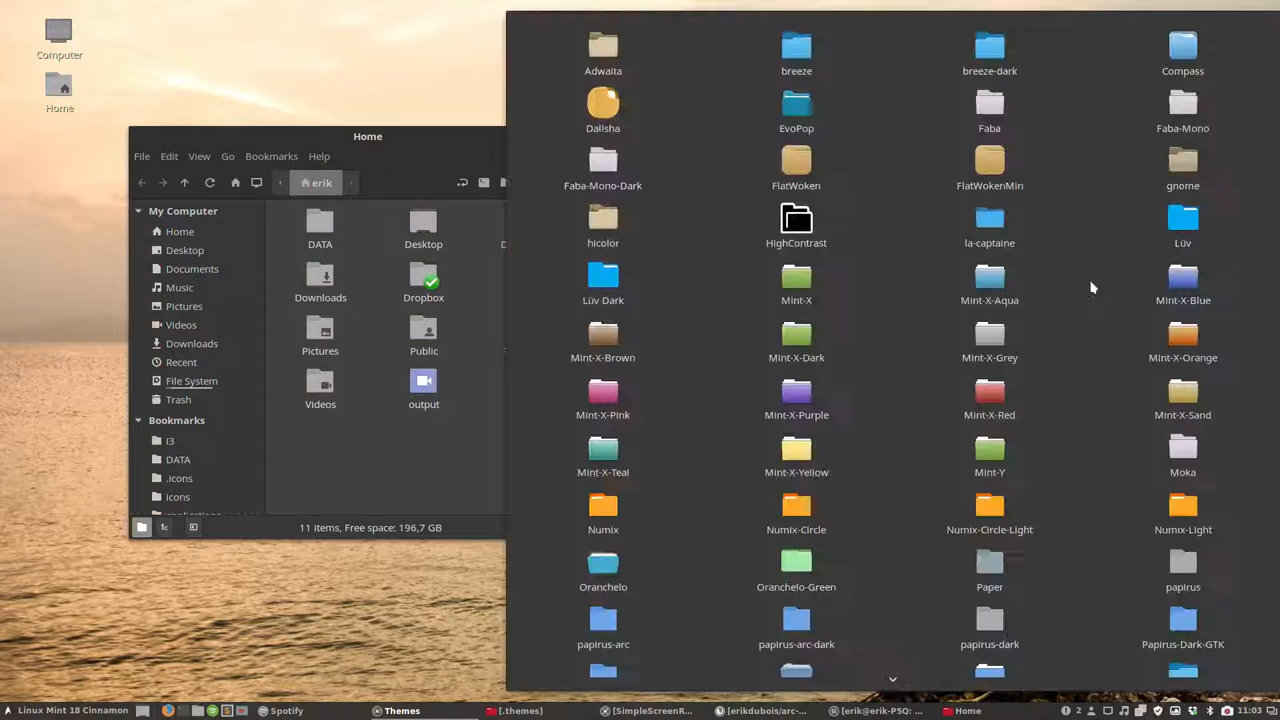 Computer
Home
Home
File Edit View Go Bookmarks Help
erik
My Computer
Home
Desktop
Documents
Music
Pictures
Videos
Downloads
Recent
File System
Trash
Bookmarks
i3
DATA
.icons
icons
DATA
Desktop
D
Downloads
Dropbox
Pictures
Public
Videos
output
11 items, Free space: 196,7 GB
Adwaita breeze breeze-dark Compass
Dalisha EvoPop Faba Faba-Mono
Faba-Mono-Dark FlatWoken FlatWokenMin gnome
hicolor HighContrast la-captaine Lüv
Lüv Dark Mint-X Mint-X-Aqua Mint-X-Blue
Mint-X-Brown Mint-X-Dark Mint-X-Grey Mint-X-Orange
Mint-X-Pink Mint-X-Purple Mint-X-Red Mint-X-Sand
Mint-X-Teal Mint-X-Yellow Mint-Y Moka
Numix Numix-Circle Numix-Circle-Light Numix-Light
Oranchelo Oranchelo-Green Paper papirus
papirus-arc papirus-arc-dark papirus-dark Papirus-Dark-GTK
Linux Mint 18 Cinnamon Spotify Themes [.themes] [SimpleScreenR... [erikdubois/arc-... [erik@erik-P5Q: ... Home 2 11:03